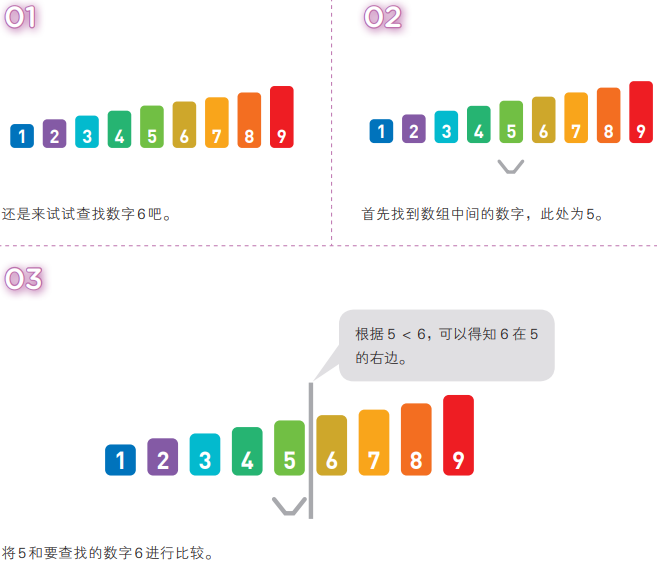 01
1 2 3 4 5 6 7 8 9
还是来试试查找数字6吧。
02
1 2 3 4 5 6 7 8 9
首先找到数组中间的数字，此处为5。
03
根据 5 < 6，可以得知 6 在 5
的右边。
1 2 3 4 5 6 7 8 9
将5和要查找的数字6进行比较。